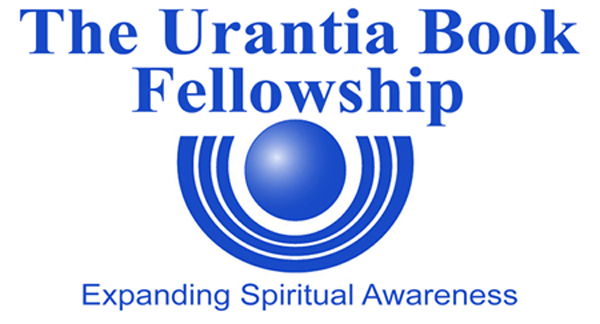 The Urantia Book
Fellowship
Expanding Spiritual Awareness